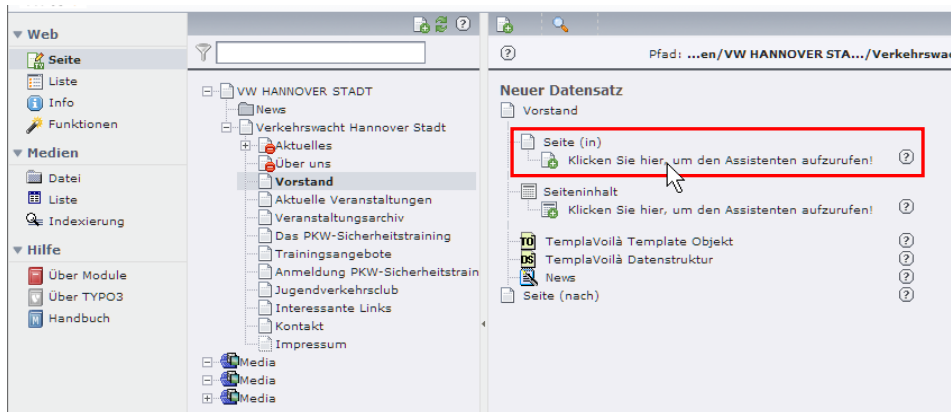 Web
Seite
Liste
Info
Funktionen
Medien
Datei
Liste
Indexierung
Hilfe
Über Module
Über TYPO3
Handbuch
VW HANNOVER STADT
News
Verkehrswacht Hannover Stadt
Aktuelles
Über uns
Vorstand
Aktuelle Veranstaltungen
Veranstaltungsarchiv
Das PKW-Sicherheitstraining
Trainingsangebote
Anmeldung PKW-Sicherheitstrain
Jugendverkehrsclub
Interessante Links
Kontakt
Impressum
Media
Media
Media
Pfad: ...en/VW HANNOVER STA.../Verkehrswac
Neuer Datensatz
Vorstand
Seite (in)
Klicken Sie hier, um den Assistenten aufzurufen!
Seiteninhalt
Klicken Sie hier, um den Assistenten aufzurufen!
TO TemplaVoilà Template Objekt
DS TemplaVoilà Datenstruktur
News
Seite (nach)